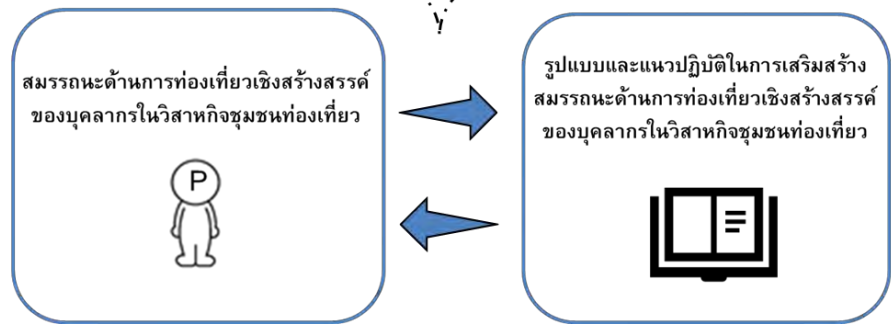 สมรรถนะด้านการท่องเที่ยวเชิงสร้างสรรค์
ของบุคลากรในวิสาหกิจชุมชนท่องเที่ยว
P
รูปแบบและแนวปฏิบัติในการเสริมสร้าง
สมรรถนะด้านการท่องเที่ยวเชิงสร้างสรรค์
ของบุคลากรในวิสาหกิจชุมชนท่องเที่ยว